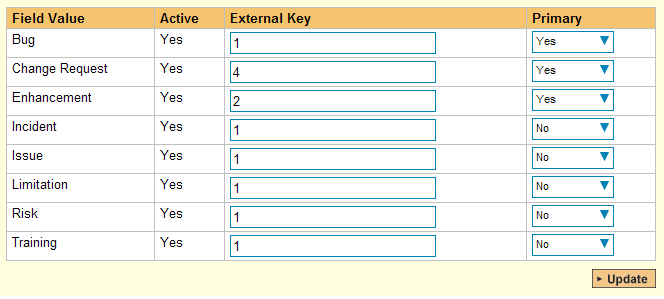 Field Value Active External Key Primary
Bug Yes 1 Yes
Change Request Yes 4 Yes
Enhancement Yes 2 Yes
Incident Yes 1 No
Issue Yes 1 No
Limitation Yes 1 No
Risk Yes 1 No
Training Yes 1 No
Update